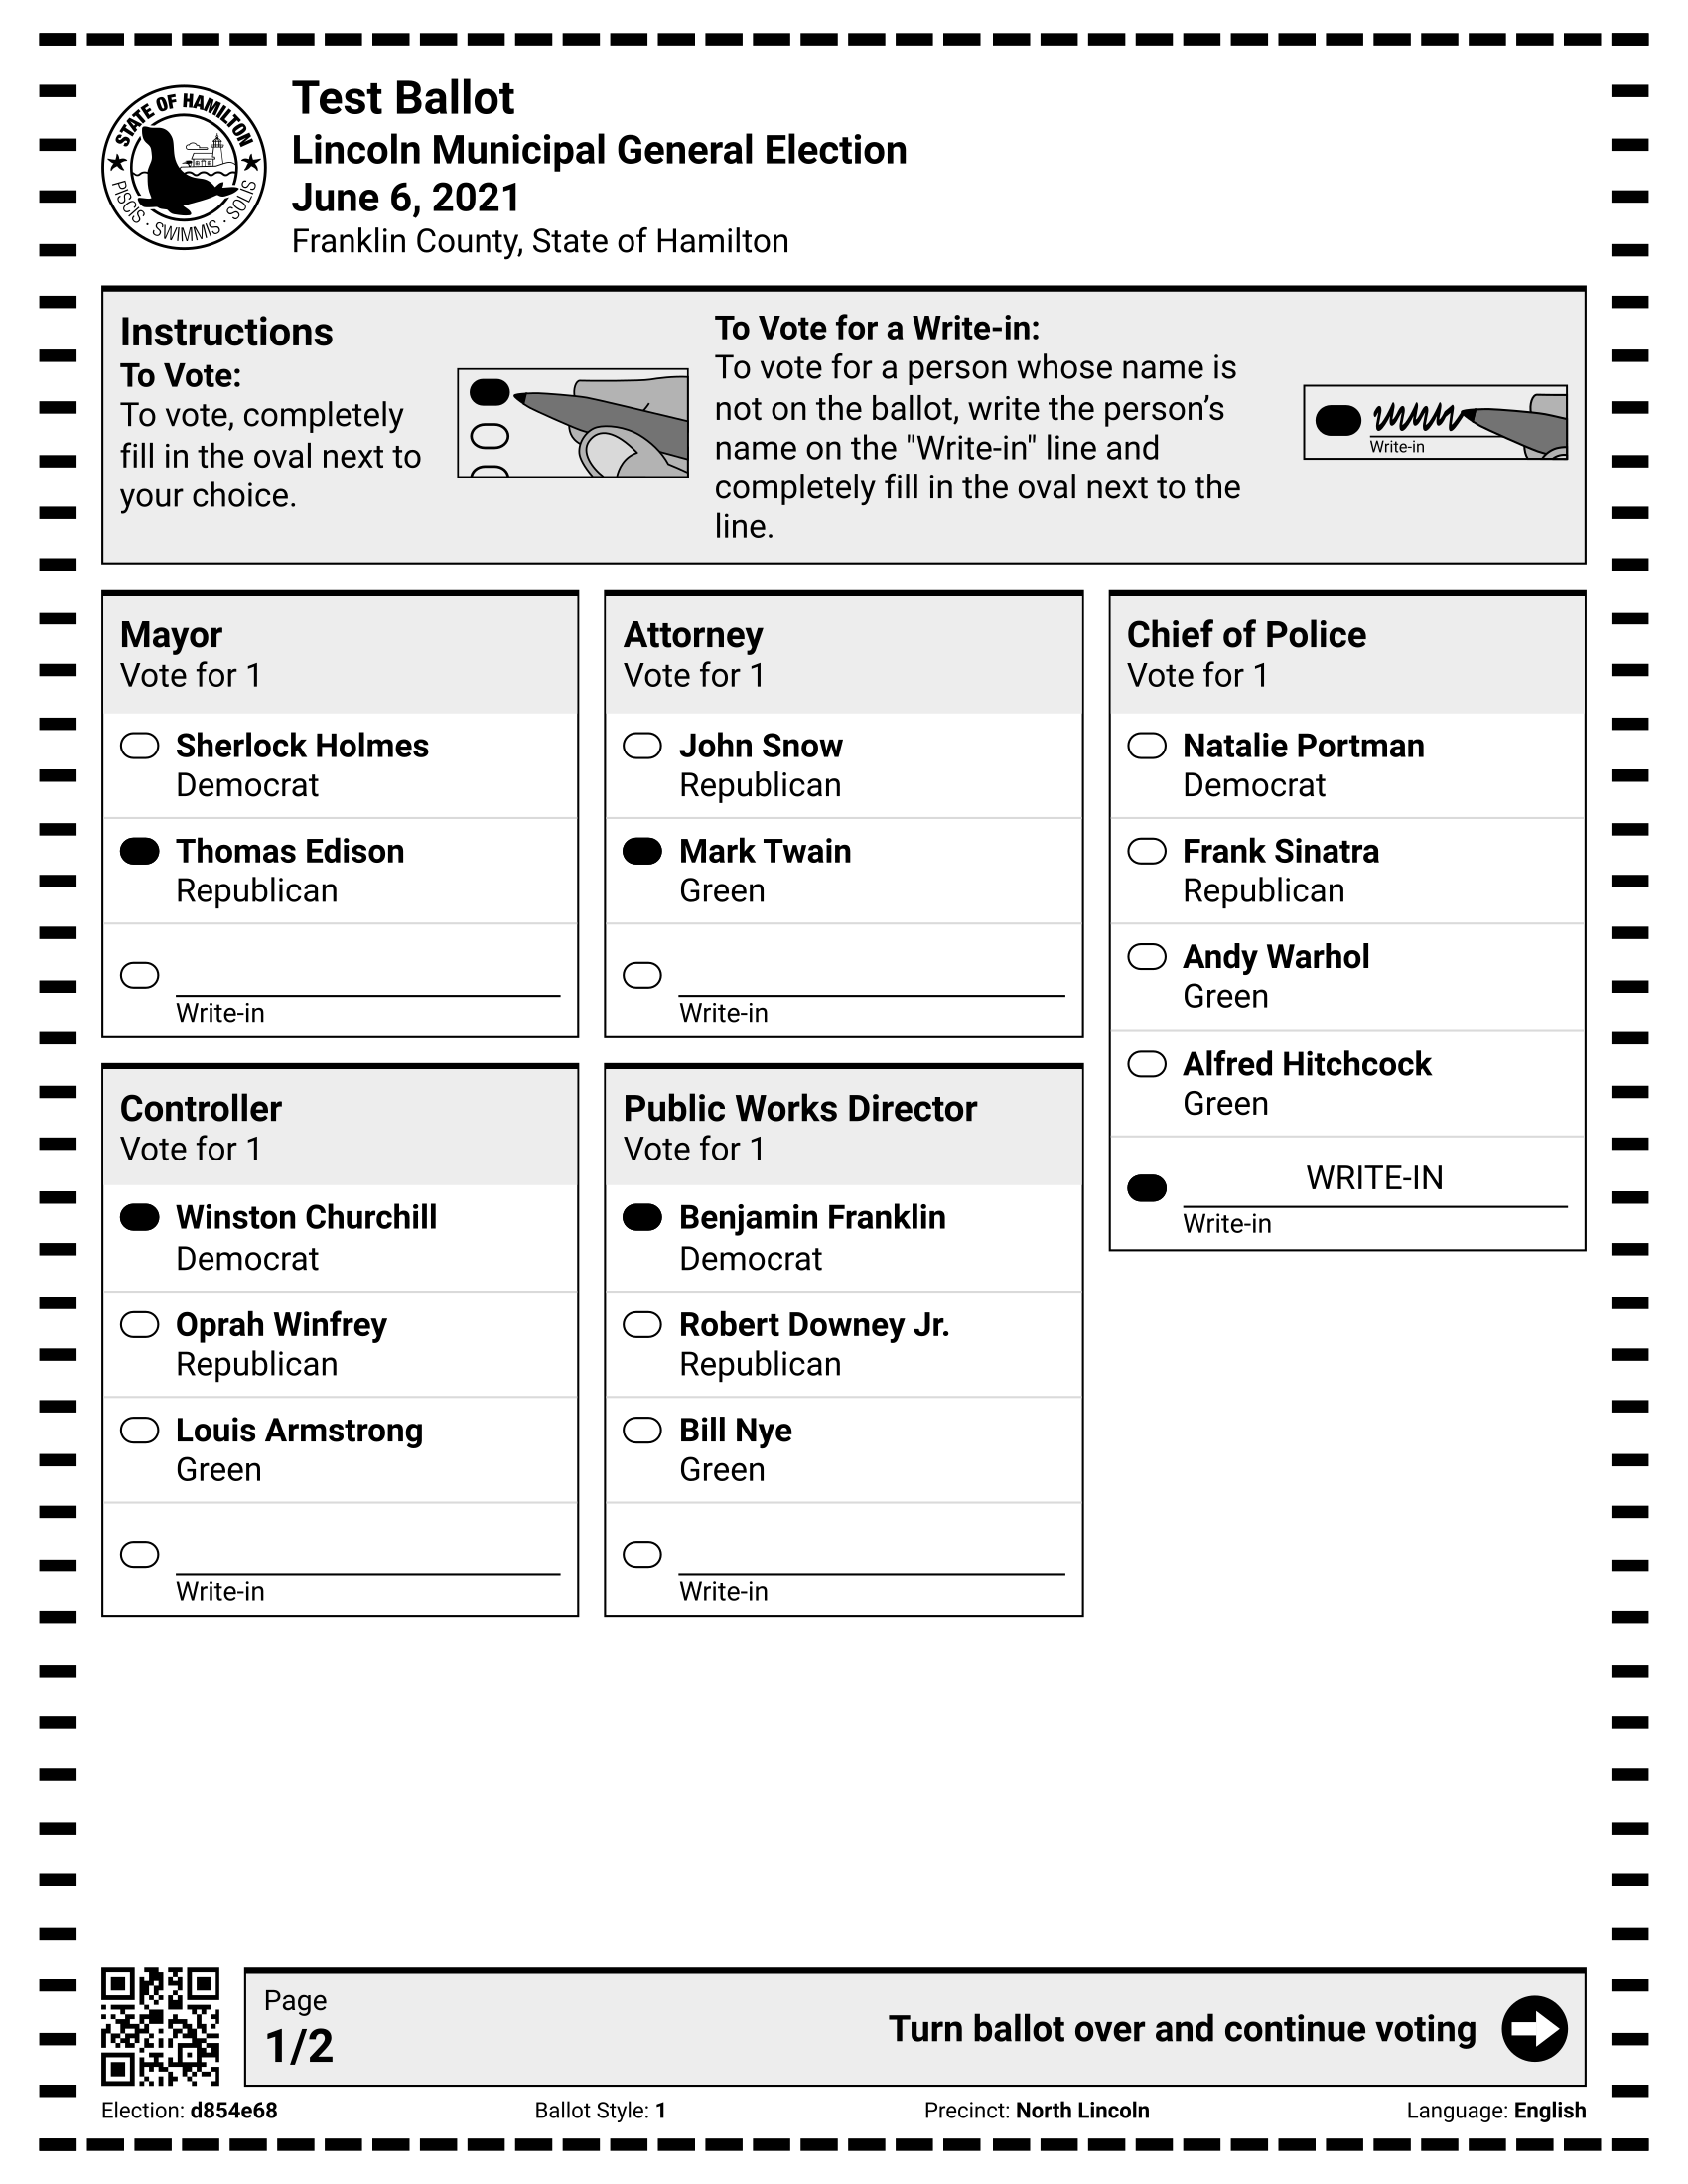 STATE OF HAMILTON
PISCIS · SWIMMIS · SOLIS
Test Ballot
Lincoln Municipal General Election
June 6, 2021
Franklin County, State of Hamilton
Instructions
To Vote:
To vote, completely
fill in the oval next to
your choice.
To Vote for a Write-in:
To vote for a person whose name is
not on the ballot, write the person’s
name on the "Write-in" line and
completely fill in the oval next to the
line.
Write-in
Mayor
Vote for 1
Sherlock Holmes
Democrat
Thomas Edison
Republican
Write-in
Controller
Vote for 1
Winston Churchill
Democrat
Oprah Winfrey
Republican
Louis Armstrong
Green
Write-in
Attorney
Vote for 1
John Snow
Republican
Mark Twain
Green
Write-in
Public Works Director
Vote for 1
Benjamin Franklin
Democrat
Robert Downey Jr.
Republican
Bill Nye
Green
Write-in
Chief of Police
Vote for 1
Natalie Portman
Democrat
Frank Sinatra
Republican
Andy Warhol
Green
Alfred Hitchcock
Green
WRITE-IN
Write-in
Page
1/2
Turn ballot over and continue voting
Election: d854e68
Ballot Style: 1
Precinct: North Lincoln
Language: English